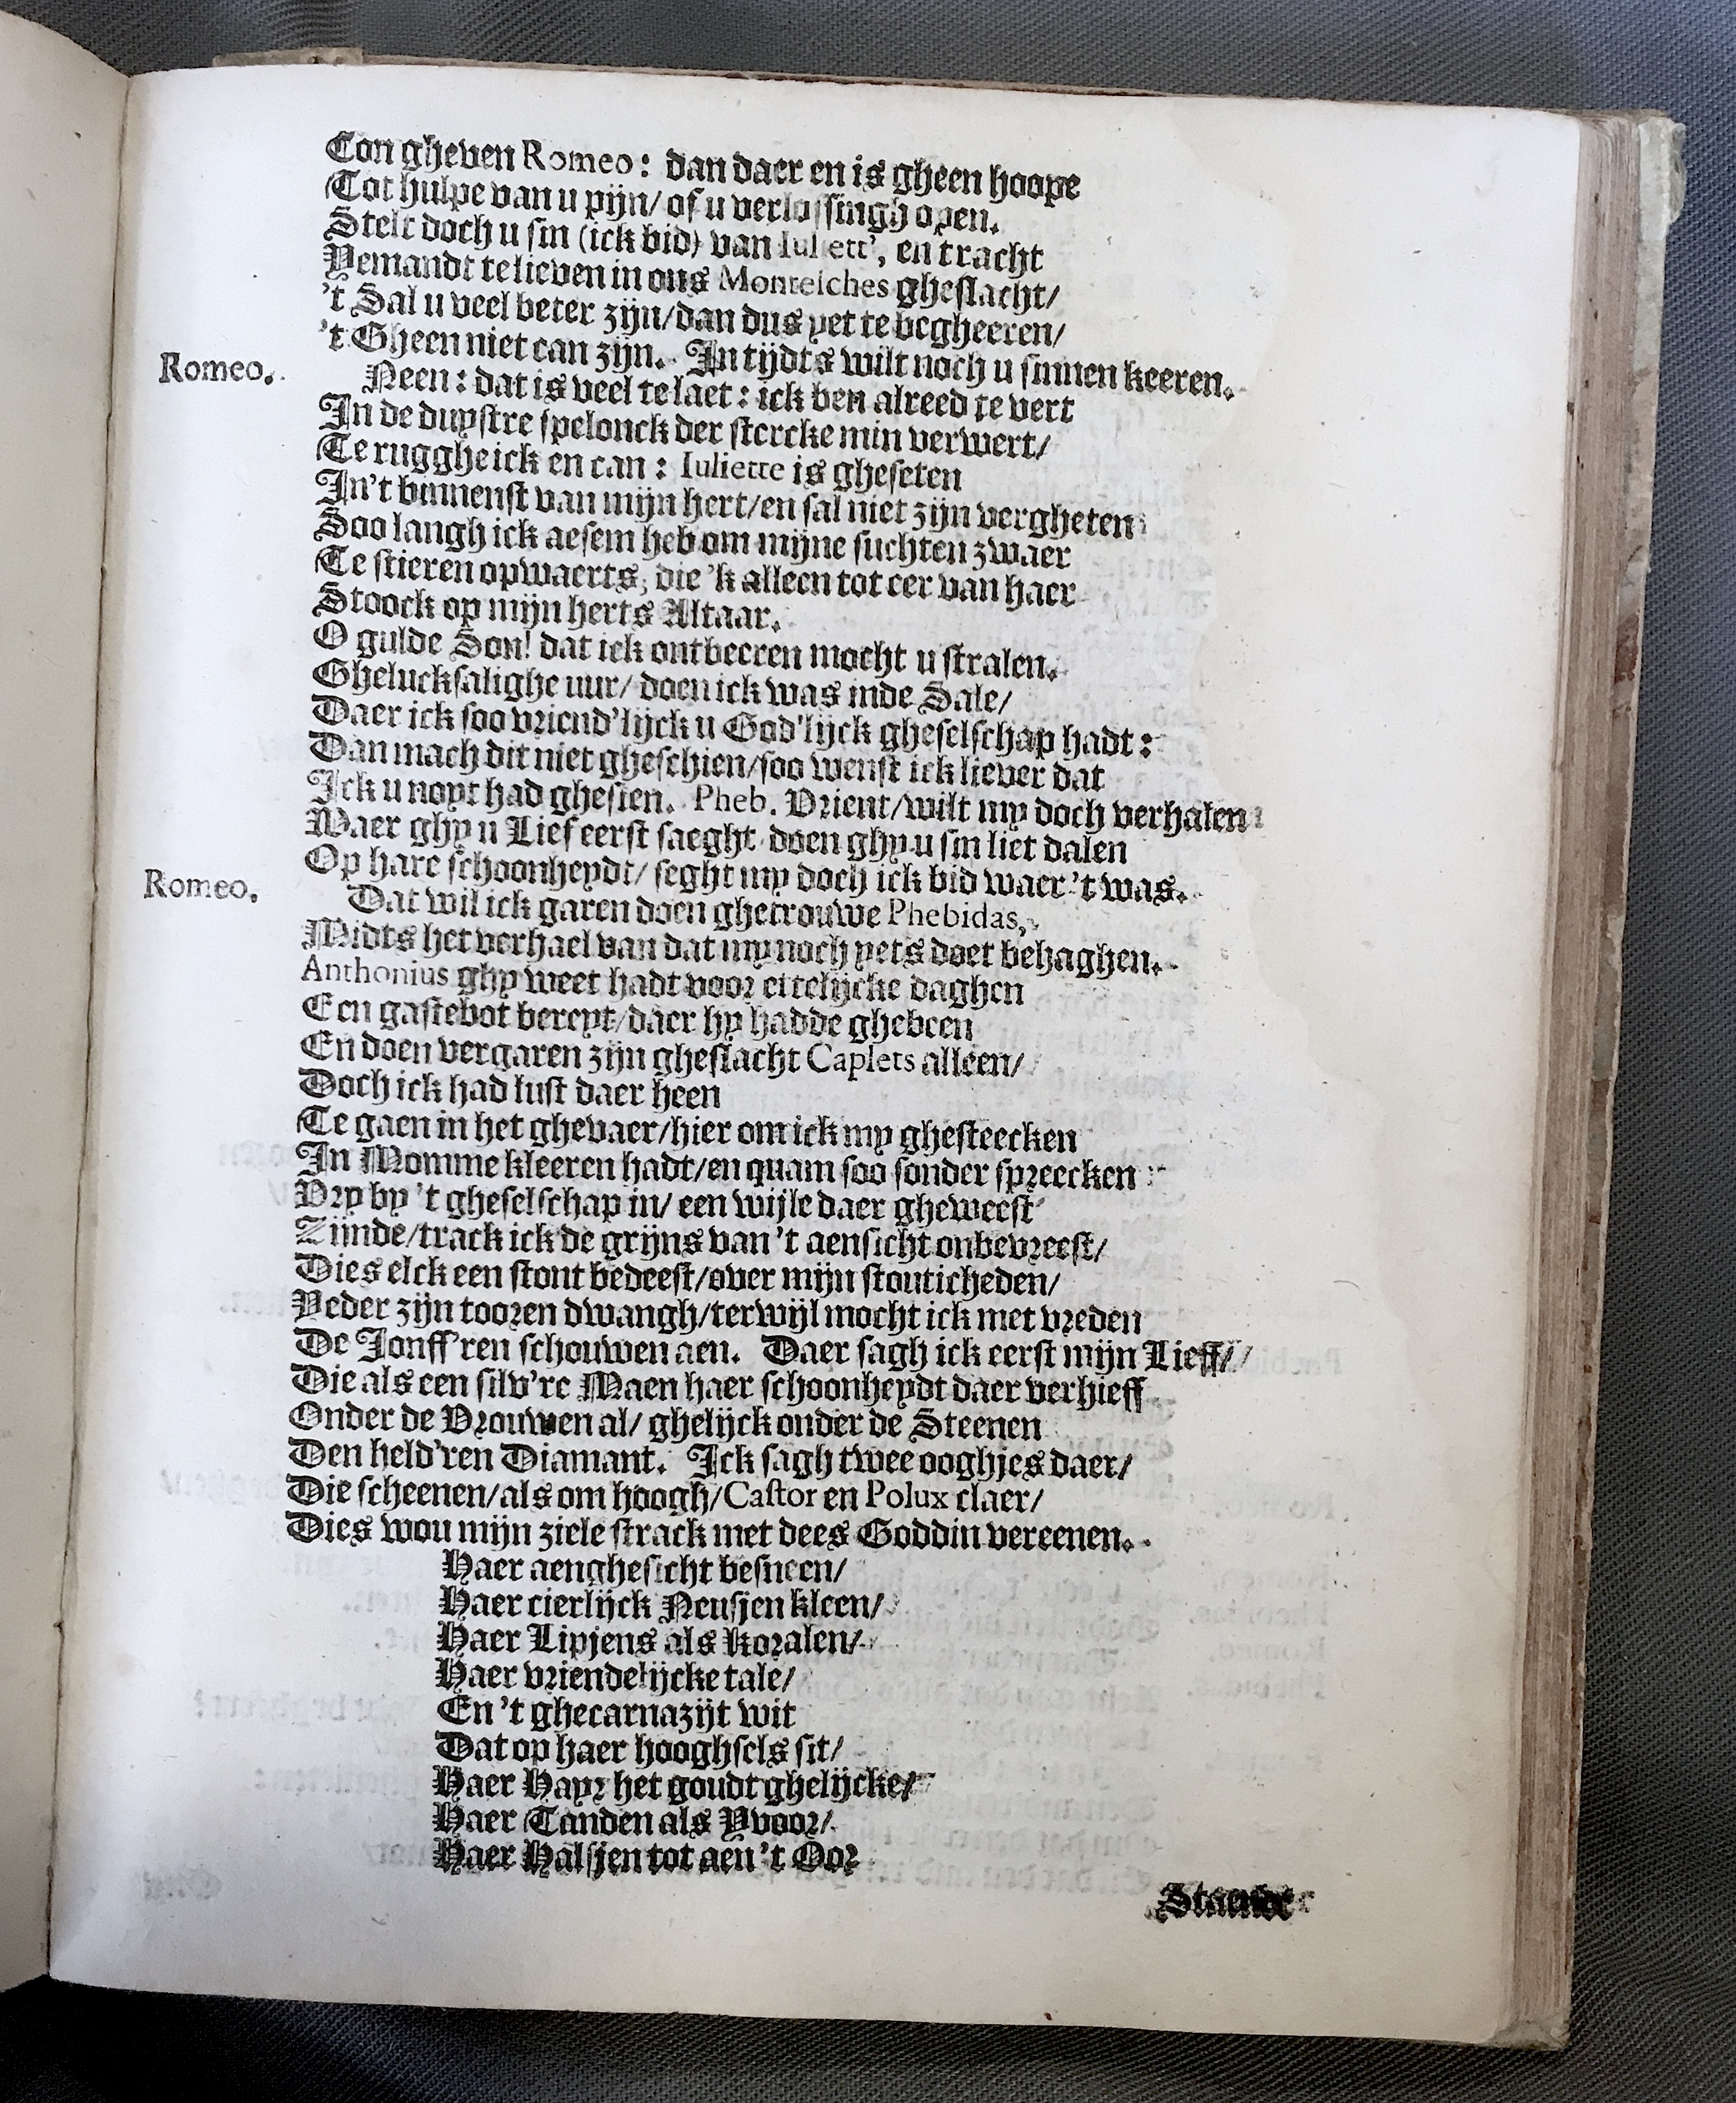 Con gheven Romeo: dan daer en is gheen hoope
Tot hulpe van u pijn/ of u verlossingh open.
Stelt doch u sin (ick bid) van Iuliett', en tracht
Yemandt te lieven in ons Montesches gheslacht/
't Sal u veel beter zijn/dan dus yet te begheeren/
't Gheen niet can zijn. In tijdts wilt noch u sinnen keeren.
Romeo. Neen: dat is veel te laet: ick ben alreed te vert
In de duystre spelonck der stercke min verwert/
Te rugghe ick en can: Iuliette is gheseten
In't binnenst van mijn hert/en sal niet zijn vergheten
Soo langh ick aesem heb om mijne suchten zwaer
Te stieren opwaerts, die 'k alleen tot eer van haer
Stoock op mijn herts Altaar.
O gulde Son! dat ick ontbeeren mocht u stralen.
Ghelucksalighe uur/ doen ick was inde Sale/
Daer ick soo vriend'lijck u God'lijck gheselschap hadt:
Dan mach dit niet gheschien/soo wenst ick liever dat
Ick u noyt had ghesien. Pheb. Vrient/wilt my doch verhalen
Waer ghy u Lief eerst saeght doen ghy u sin liet dalen
Op hare schoonheydt/ seght my doch ick bid waer 't was.
Romeo. Dat wil ick garen doen ghetrouwe Phebidas,
Midts het verhael van dat my noch yets doet behaghen.
Anthonius ghy weet hadt voor ettelijcke daghen
Een gastebot bereyt/daer hy hadde ghebeen
En doen vergaren zijn gheslacht Caplets alleen/
Doch ick had lust daer heen
Te gaen in het ghevaer/hier om ick my ghesteecken
In Momme kleeren hadt/en quam soo sonder spreecken
Vry by 't gheselschap in/ een wijle daer gheweest
Zijnde/track ick de grijns van 't aensicht onbevreest/
Dies elck een stont bedeest/over mijn stouticheden/
Yeder zijn tooren dwangh/terwijl mocht ick met vreden
De Jonff'ren schouwen aen. Daer sagh ick eerst mijn Lieff/
Die als een silv're Maen haer schoonheydt daer verhieff
Onder de Vrouwen al/ ghelijck onder de Steenen
Den held'ren Diamant. Ick sagh twee ooghjes daer/
Die scheenen/als om hoogh/Castor en Polux claer/
Dies wou mijn ziele strack met dees Goddin vereenen.
Haer aenghesicht besneen/
Haer cierlijck Neusjen kleen/
Haer Lipjens als Koralen/
Haer vriendelijcke tale/
En 't ghecarnazijt wit
Dat op haer hooghsels sit/
Haer Hayr het goudt ghelijcke/
Haer Tanden als Yvoor/
Haer Halsjen tot aen 't Oor